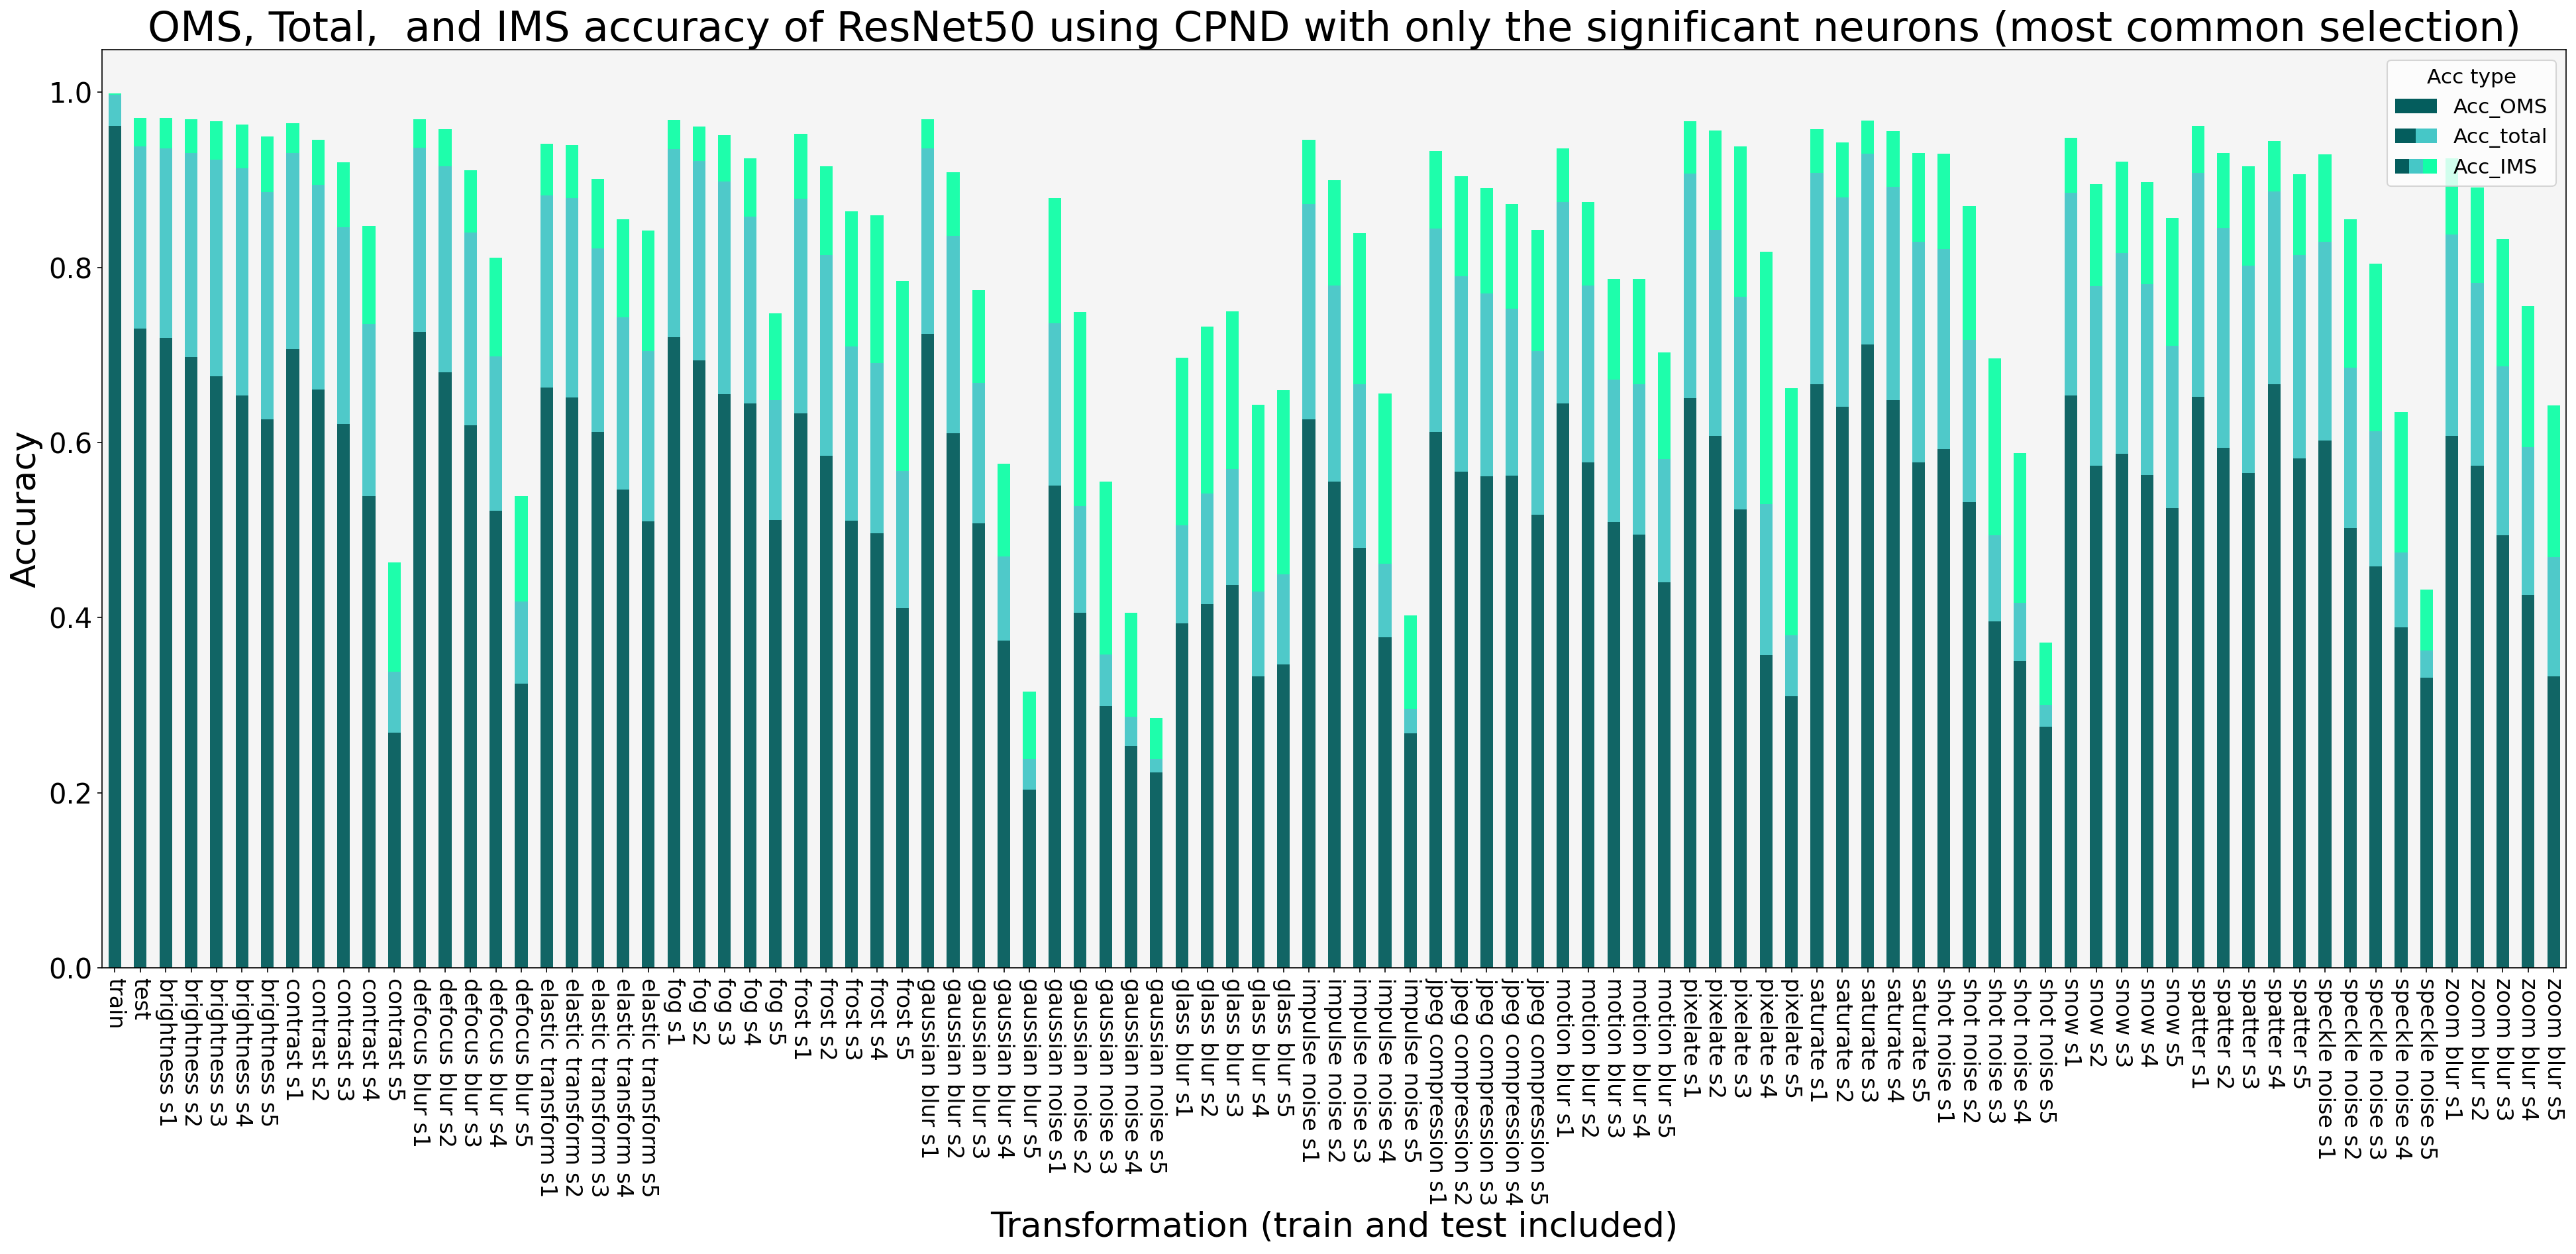 OMS, Total,  and IMS accuracy of ResNet50 using CPND with only the significant neurons (most common selection)
Acc type
Acc_OMS
Acc_total
Acc_IMS
Accuracy
1.0
0.8
0.6
0.4
0.2
0.0
train
test
brightness s1
brightness s2
brightness s3
brightness s4
brightness s5
contrast s1
contrast s2
contrast s3
contrast s4
contrast s5
defocus blur s1
defocus blur s2
defocus blur s3
defocus blur s4
defocus blur s5
elastic transform s1
elastic transform s2
elastic transform s3
elastic transform s4
elastic transform s5
fog s1
fog s2
fog s3
fog s4
fog s5
frost s1
frost s2
frost s3
frost s4
frost s5
gaussian blur s1
gaussian blur s2
gaussian blur s3
gaussian blur s4
gaussian blur s5
gaussian noise s1
gaussian noise s2
gaussian noise s3
gaussian noise s4
gaussian noise s5
glass blur s1
glass blur s2
glass blur s3
glass blur s4
glass blur s5
impulse noise s1
impulse noise s2
impulse noise s3
impulse noise s4
impulse noise s5
jpeg compression s1
jpeg compression s2
jpeg compression s3
jpeg compression s4
jpeg compression s5
motion blur s1
motion blur s2
motion blur s3
motion blur s4
motion blur s5
pixelate s1
pixelate s2
pixelate s3
pixelate s4
pixelate s5
saturate s1
saturate s2
saturate s3
saturate s4
saturate s5
shot noise s1
shot noise s2
shot noise s3
shot noise s4
shot noise s5
snow s1
snow s2
snow s3
snow s4
snow s5
spatter s1
spatter s2
spatter s3
spatter s4
spatter s5
speckle noise s1
speckle noise s2
speckle noise s3
speckle noise s4
speckle noise s5
zoom blur s1
zoom blur s2
zoom blur s3
zoom blur s4
zoom blur s5
Transformation (train and test included)